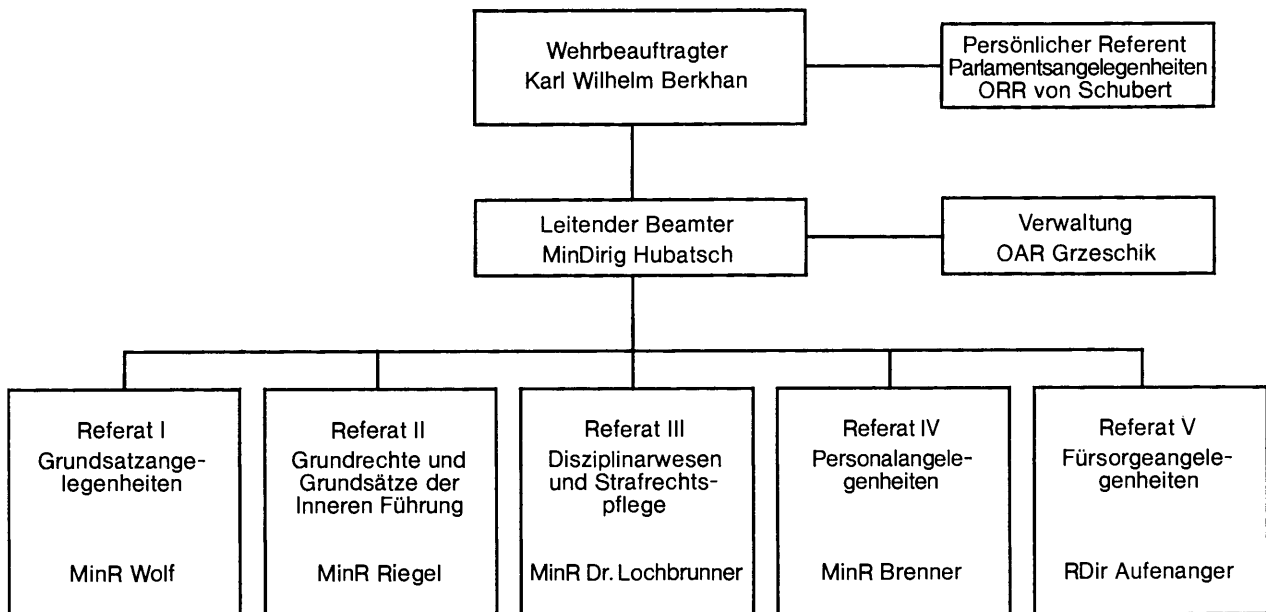 Wehrbeauftragter
Karl Wilhelm Berkhan
Persönlicher Referent
Parlamentsangelegenheiten
ORR von Schubert
Leitender Beamter
MinDirig Hubatsch
Verwaltung
OAR Grzeschik
Referat I
Grundsatzange-
legenheiten
MinR Wolf
Referat II
Grundrechte und
Grundsätze der
Inneren Führung
MinR Riegel
Referat III
Disziplinarwesen
und Strafrechts-
pflege
MinR Dr. Lochbrunner
Referat IV
Personalangele-
genheiten
MinR Brenner
Referat V
Fürsorgeangele-
genheiten
RDir Aufenanger